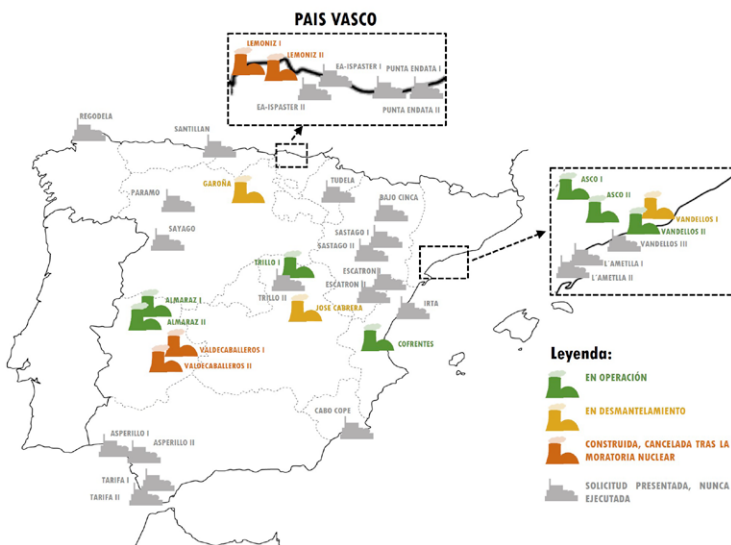 PAIS VASCO
LEMONIZ I
LEMONIZ II
EA-ISPASTER I
PUNTA ENDATA I
EA-ISPASTER II
PUNTA ENDATA II
REGODELA
SANTILLAN
GAROÑA
TUDELA
PARAMO
BAJO CINCA
SAYAGO
SASTAGO I
SASTAGO II
TRILLO I
ESCATRON I
TRILLO II
ESCATRON II
ALMARAZ I
JOSE CABRERA
IRTA
ALMARAZ II
COFRENTES
VALDECABALLEROS I
VALDECABALLEROS II
CABO COPE
ASPERILLO I
ASPERILLO II
TARIFA I
TARIFA II
ASCO I
ASCO II
VANDELLOS I
VANDELLOS II
VANDELLOS III
L'AMETLLA I
L'AMETLLA II
Leyenda:
EN OPERACIÓN
EN DESMANTELAMIENTO
CONSTRUIDA, CANCELADA TRAS LA
MORATORIA NUCLEAR
SOLICITUD PRESENTADA, NUNCA
EJECUTADA